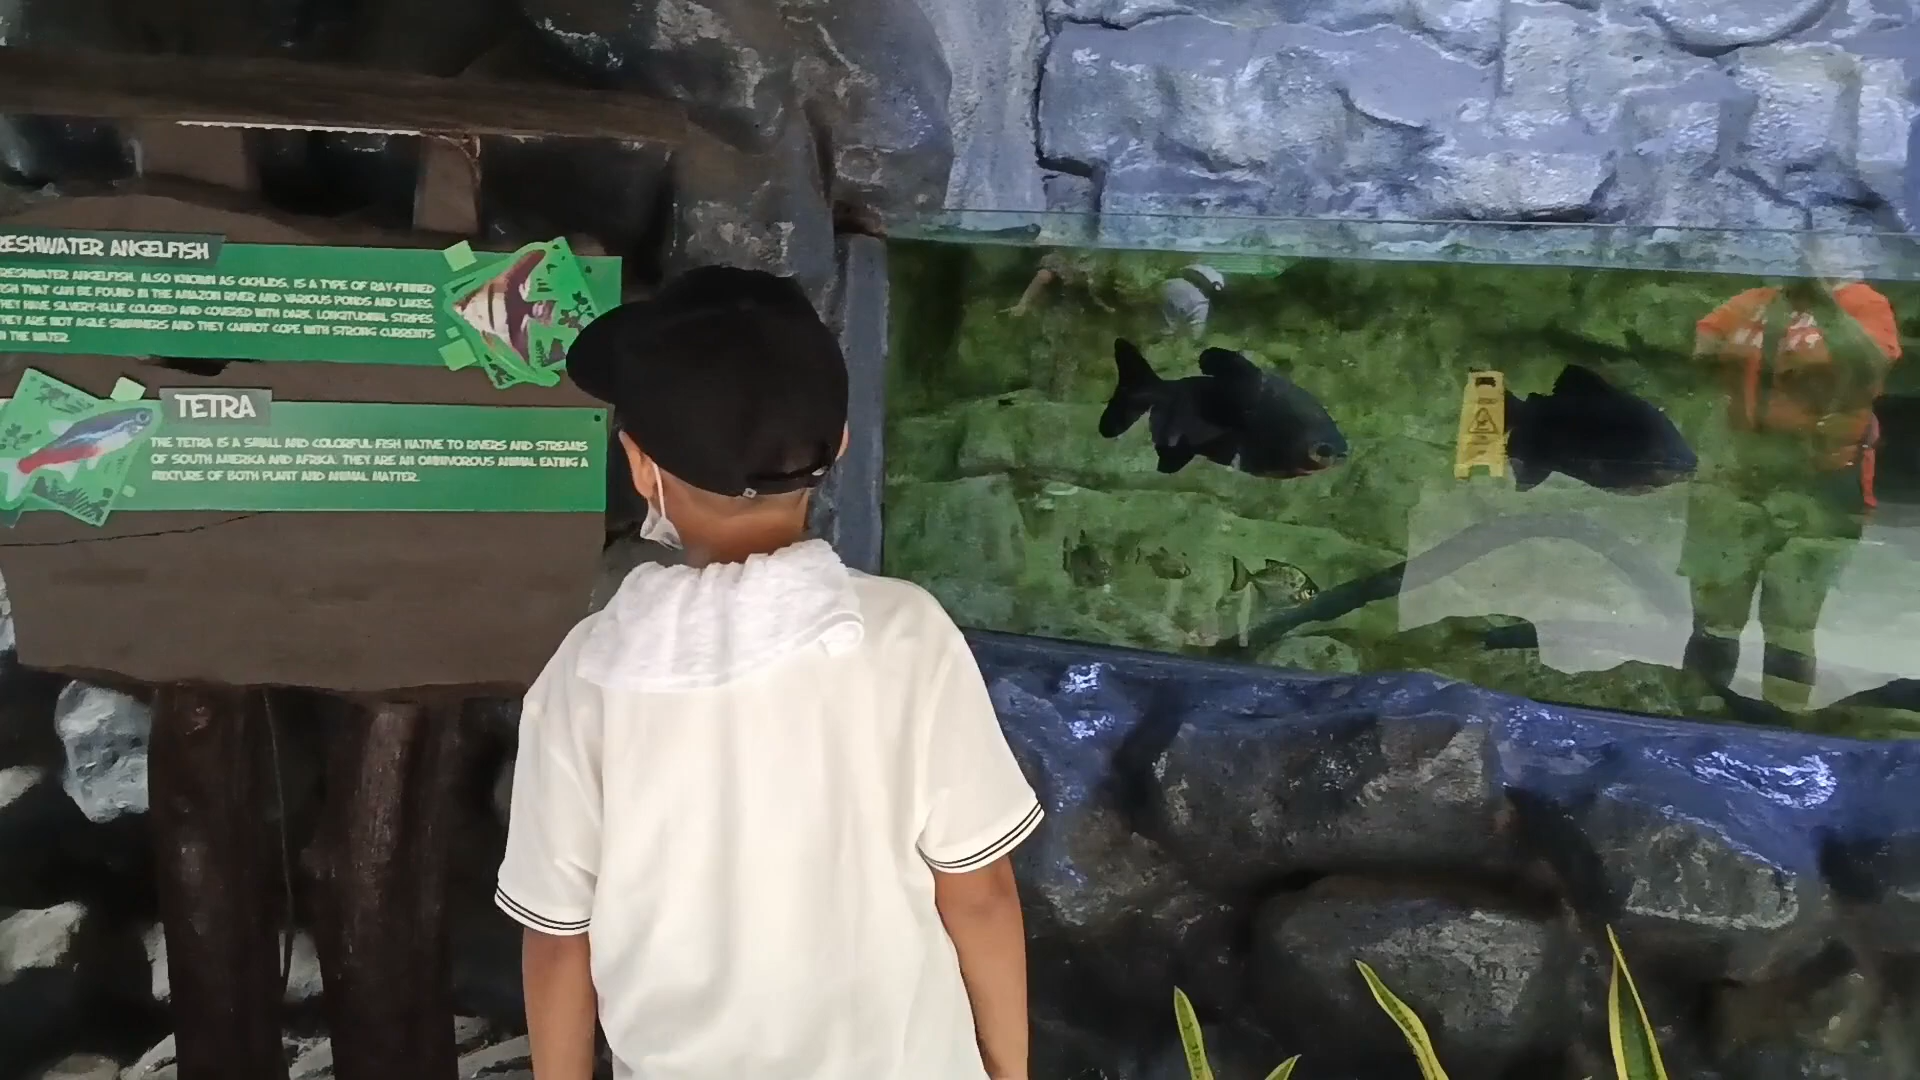 RESHWATER ANGELFISH
RESHWATER ANGELFISH, ALSO KNOWN AS CICHLIDS, IS A TYPE OF RAY-FINNED
ISH THAT CAN BE FOUND IN THE AMAZON RIVER AND VARIOUS PONDS AND LAKES.
HEY HAVE SILVERY-BLUE COLORED AND COVERED WITH DARK, LONGITUDINAL STRIPES.
HEY ARE NOT AGILE SWIMMERS AND THEY CANNOT COPE WITH STRONG CURRENTS
N THE WATER.
TETRA
THE TETRA IS A SMALL AND COLORFUL FISH NATIVE TO RIVERS AND STREAMS
OF SOUTH AMERIKA AND AFRIKA. THEY ARE AN OMNIVOROUS ANIMAL EATING A
MIXTURE OF BOTH PLANT AND ANIMAL MATTER.